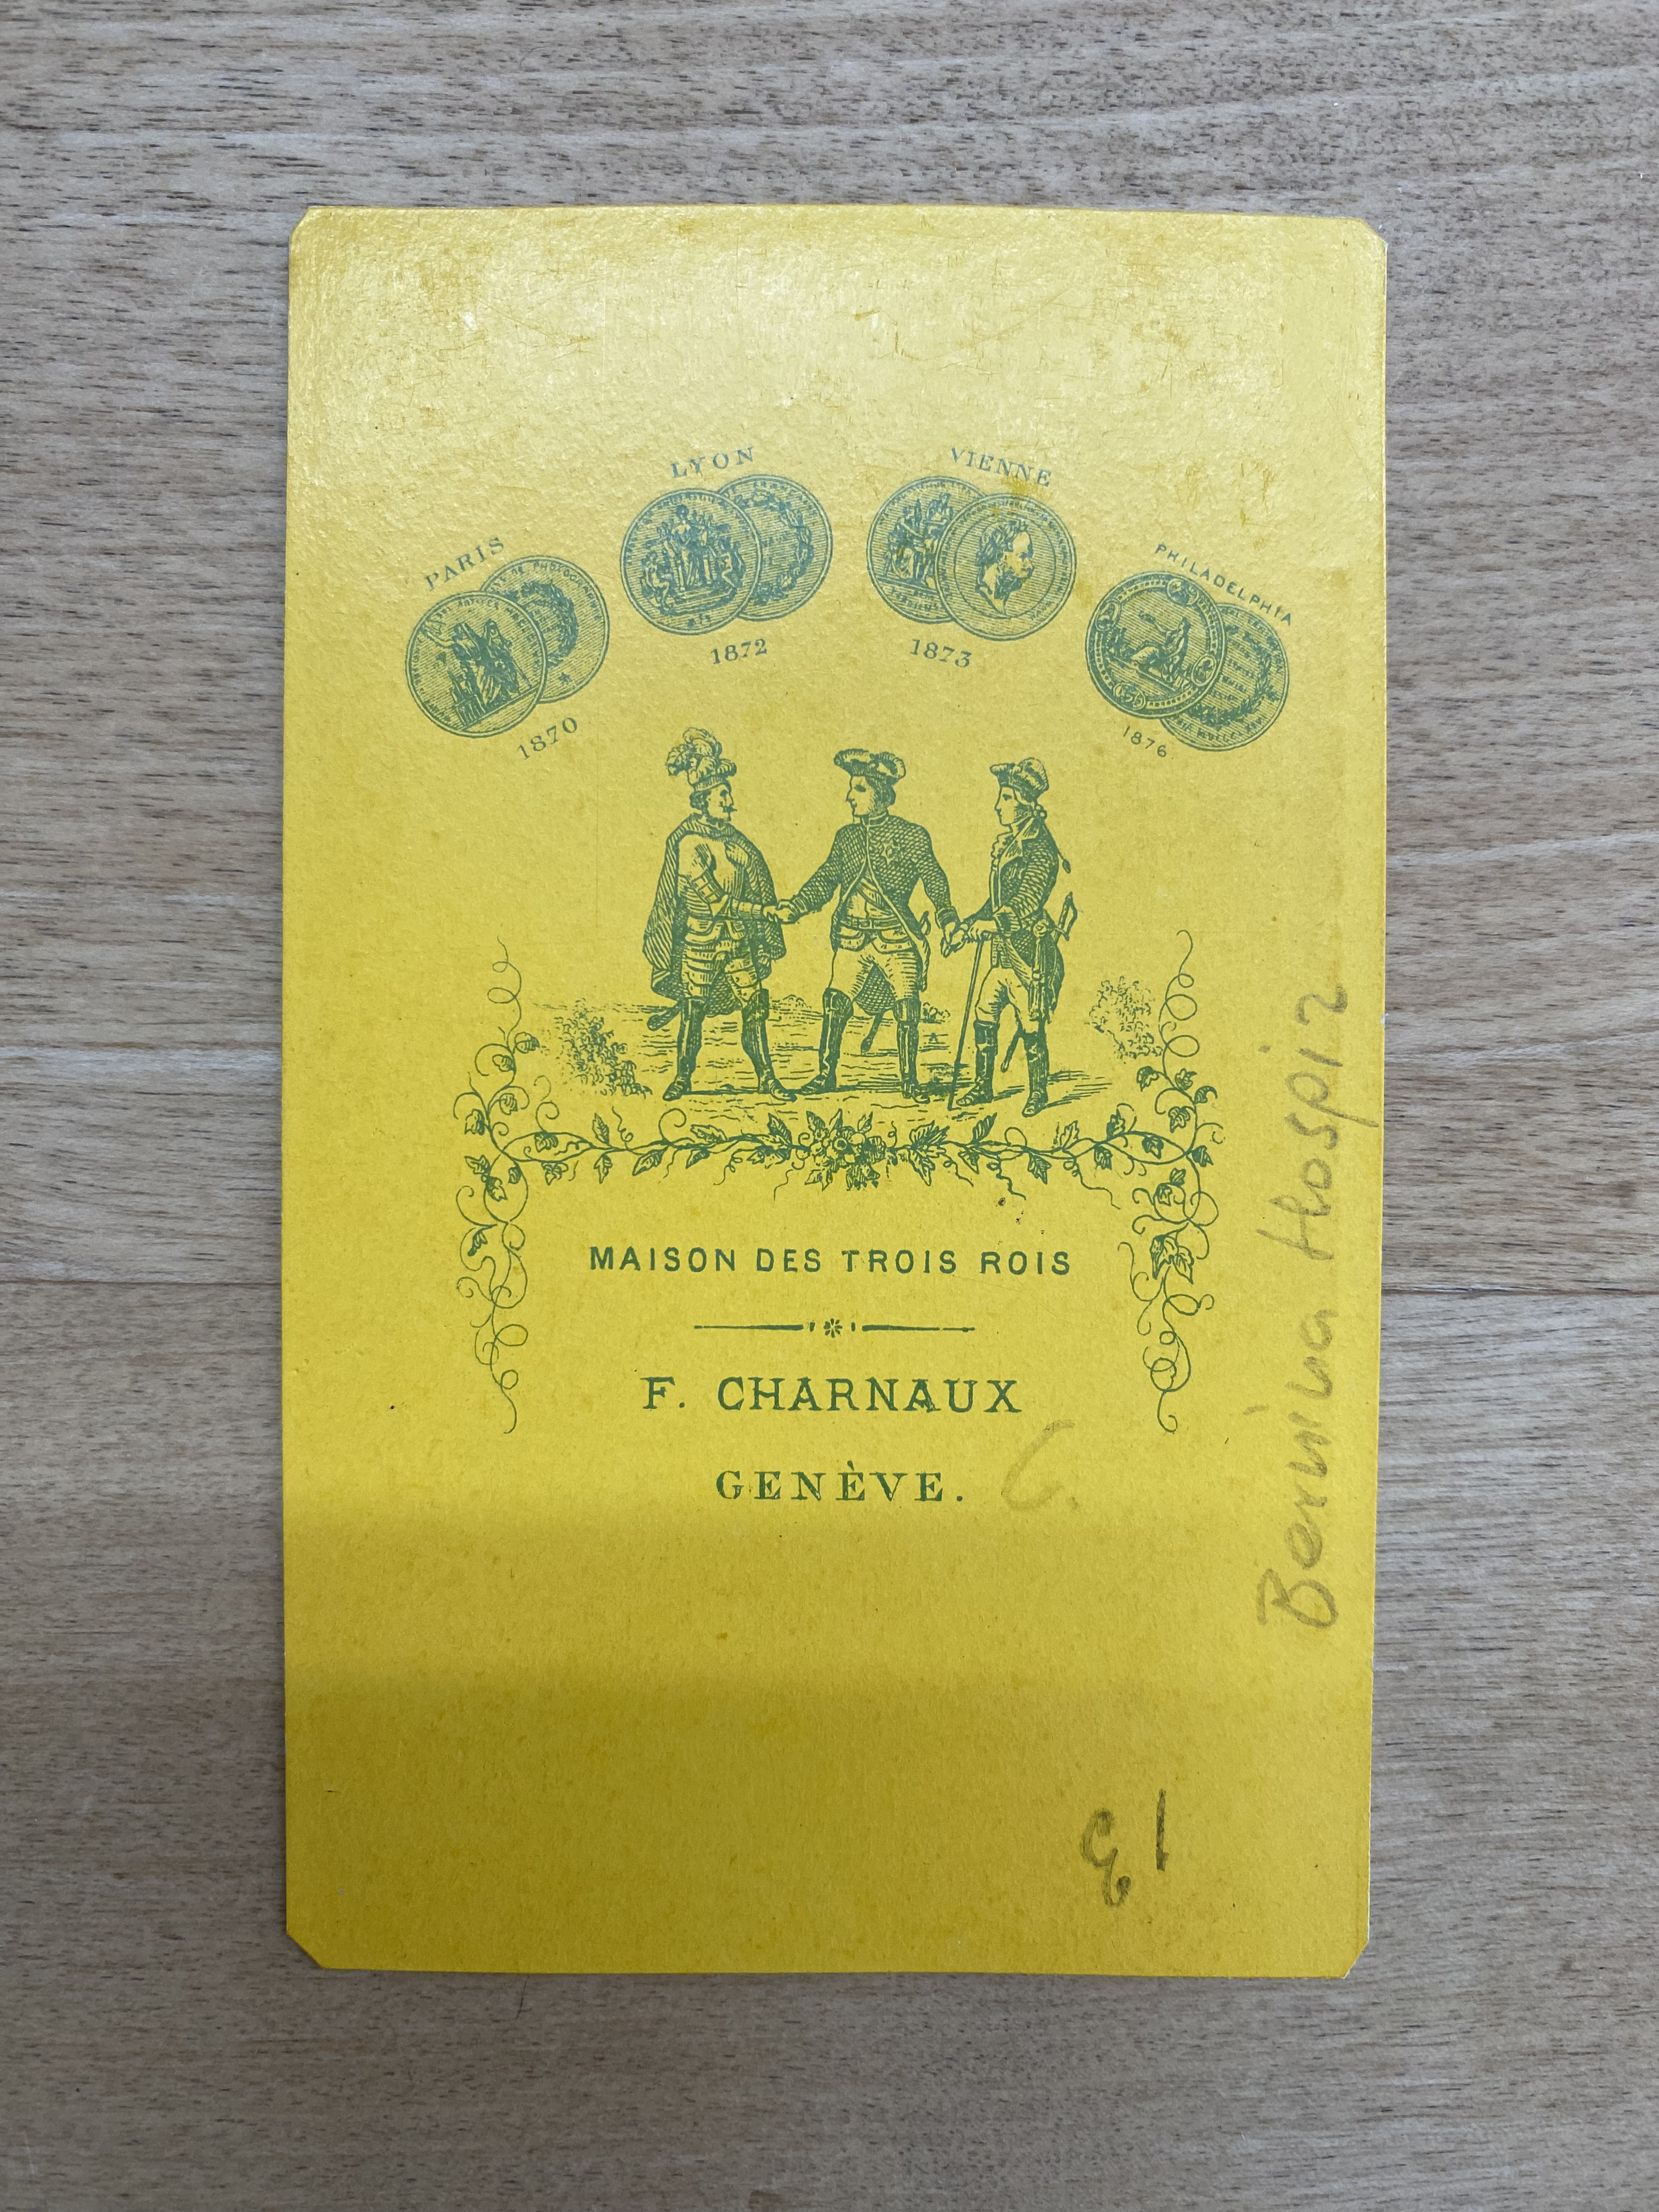 PARIS
1870
LYON
1872
VIENNE
1873
PHILADELPHIA
1876
MAISON DES TROIS ROIS
F. CHARNAUX
GENÈVE.
Bernina Hospiz